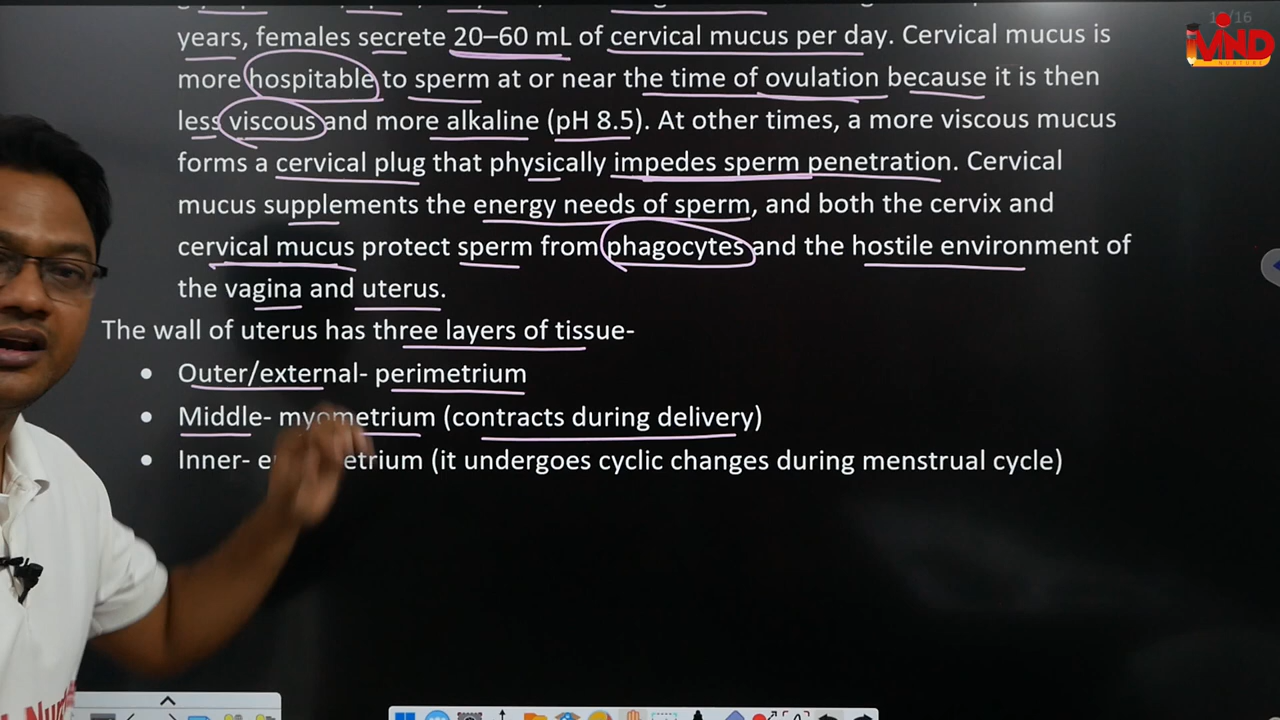 years, females secrete 20–60 mL of cervical mucus per day. Cervical mucus is
more hospitable to sperm at or near the time of ovulation because it is then
less viscous and more alkaline (pH 8.5). At other times, a more viscous mucus
forms a cervical plug that physically impedes sperm penetration. Cervical
mucus supplements the energy needs of sperm, and both the cervix and
cervical mucus protect sperm from phagocytes and the hostile environment of
the vagina and uterus.
The wall of uterus has three layers of tissue-
• Outer/external- perimetrium
• Middle- myometrium (contracts during delivery)
• Inner- (it undergoes cyclic changes during menstrual cycle)
MIND
NURTURE
/16